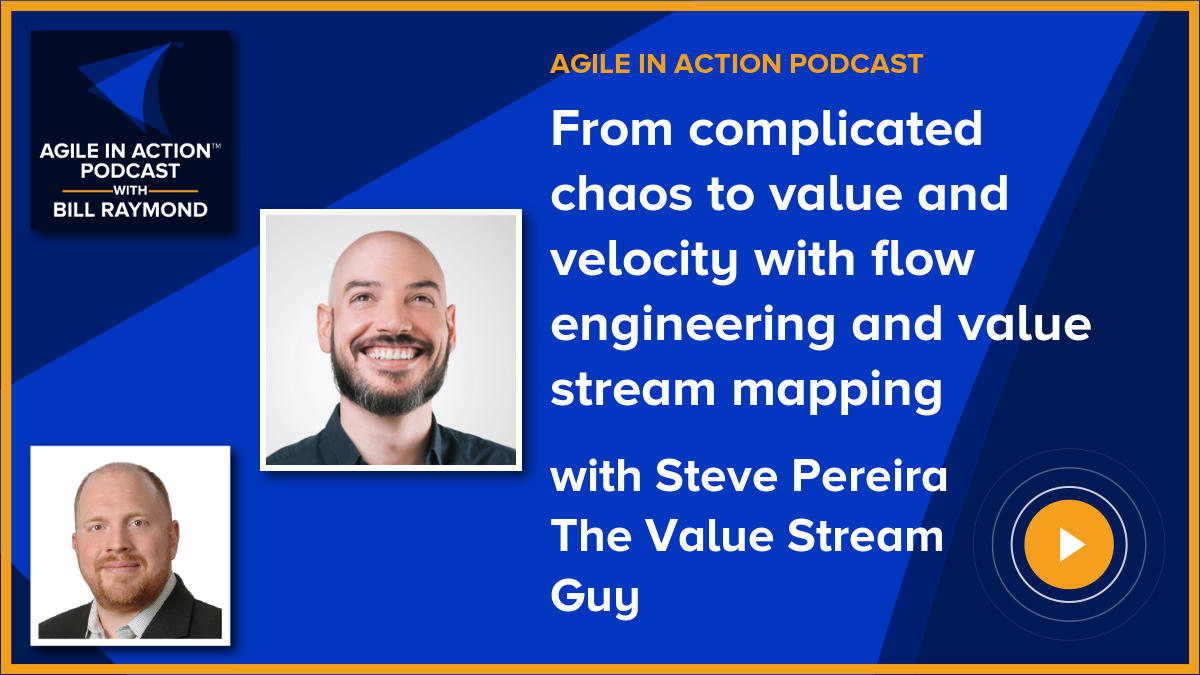 AGILE IN ACTION™
PODCAST
WITH
BILL RAYMOND
AGILE IN ACTION PODCAST
From complicated
chaos to value and
velocity with flow
engineering and value
stream mapping
with Steve Pereira
The Value Stream
Guy
TM